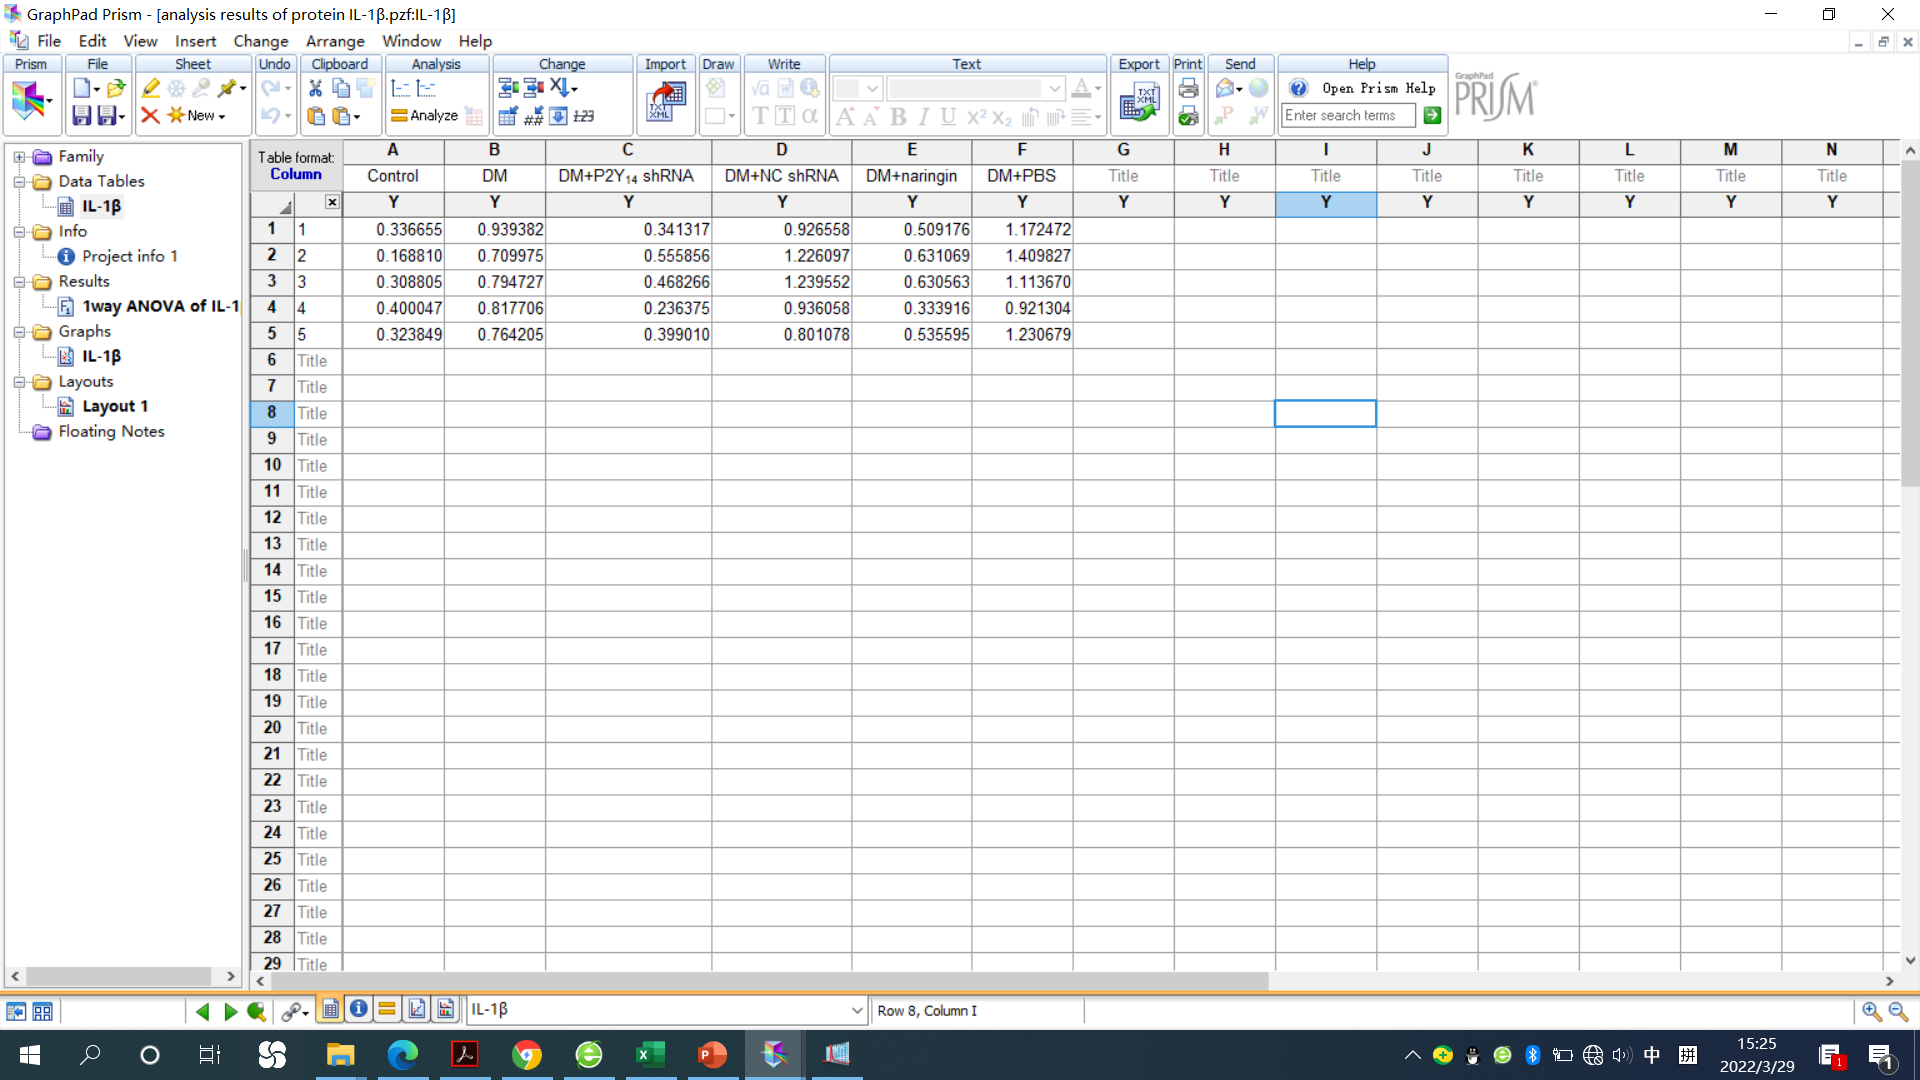 GraphPad Prism - [analysis results of protein IL-1β.pzf:IL-1β]
File Edit View Insert Change Arrange Window Help
Prism File Sheet Undo Clipboard Analysis Change Import Draw Write Text Export Print Send Help
Open Prism Help
GraphPad PRISM
New Analyze Enter search terms
Family
Data Tables
IL-1β
Info
Project info 1
Results
1way ANOVA of IL-1
Graphs
IL-1β
Layouts
Layout 1
Floating Notes
Table format:
Column
A B C D E F G H I J K L M N
Control DM DM+P2Y₁₄ shRNA DM+NC shRNA DM+naringin DM+PBS Title Title Title Title Title Title Title Title
Y Y Y Y Y Y Y Y Y Y Y Y Y Y
1 1 0.336655 0.939382 0.341317 0.926558 0.509176 1.172472
2 2 0.168810 0.709975 0.555856 1.226097 0.631069 1.409827
3 3 0.308805 0.794727 0.468266 1.239552 0.630563 1.113670
4 4 0.400047 0.817706 0.236375 0.936058 0.333916 0.921304
5 5 0.323849 0.764205 0.399010 0.801078 0.535595 1.230679
6 Title
7 Title
8 Title
9 Title
10 Title
11 Title
12 Title
13 Title
14 Title
15 Title
16 Title
17 Title
18 Title
19 Title
20 Title
21 Title
22 Title
23 Title
24 Title
25 Title
26 Title
27 Title
28 Title
29 Title
IL-1β Row 8, Column I
中 拼 15:25
2022/3/29
1 1